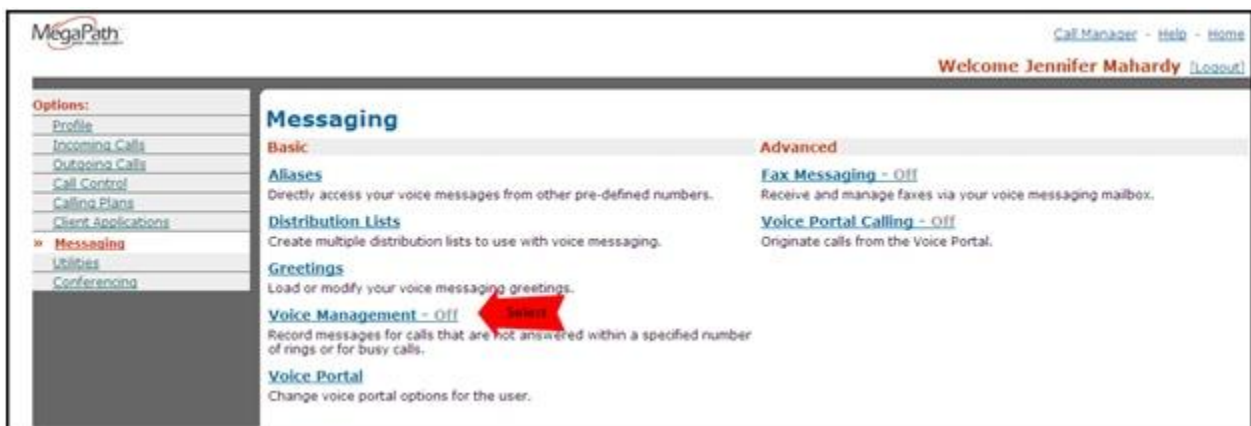 MegaPath
Call Manager - Help - Home
Welcome Jennifer Mahardy [Logout]
Options:
Profile
Incoming Calls
Outgoing Calls
Call Control
Calling Plans
Client Applications
» Messaging
Utilities
Conferencing
Messaging
Basic
Aliases
Directly access your voice messages from other pre-defined numbers.
Distribution Lists
Create multiple distribution lists to use with voice messaging.
Greetings
Load or modify your voice messaging greetings.
Voice Management - Off
Select
Record messages for calls that are not answered within a specified number
of rings or for busy calls.
Voice Portal
Change voice portal options for the user.
Advanced
Fax Messaging - Off
Receive and manage faxes via your voice messaging mailbox.
Voice Portal Calling - Off
Originate calls from the Voice Portal.